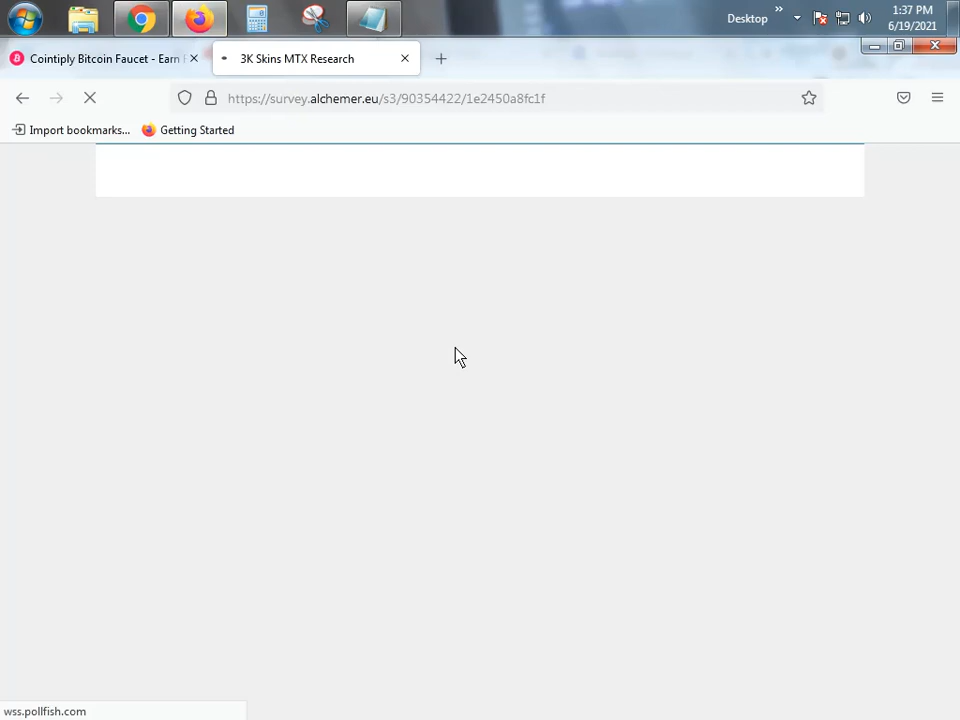 Desktop
»
1:37 PM
6/19/2021
Cointiply Bitcoin Faucet - Earn
3K Skins MTX Research
https://survey.alchemer.eu/s3/90354422/1e2450a8fc1f
Import bookmarks...
Getting Started
wss.pollfish.com